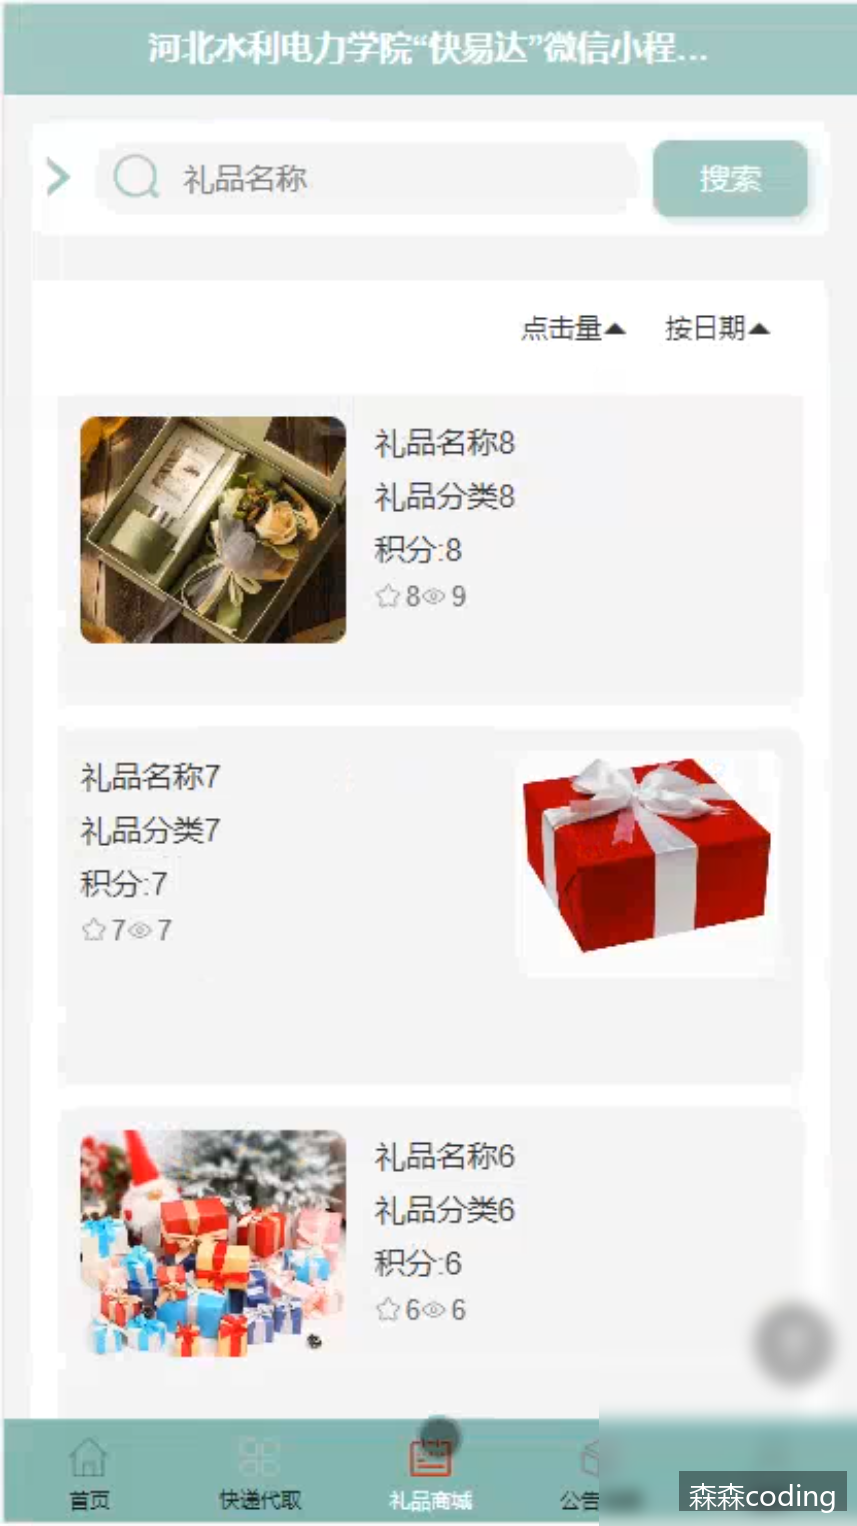 河北水利电力学院“快易达”微信小程...
礼品名称
搜索
点击量
按日期
礼品名称8
礼品分类8
积分:8
8 9
礼品名称7
礼品分类7
积分:7
7 7
礼品名称6
礼品分类6
积分:6
6 6
首页
快递代取
礼品商城
公告
森森coding